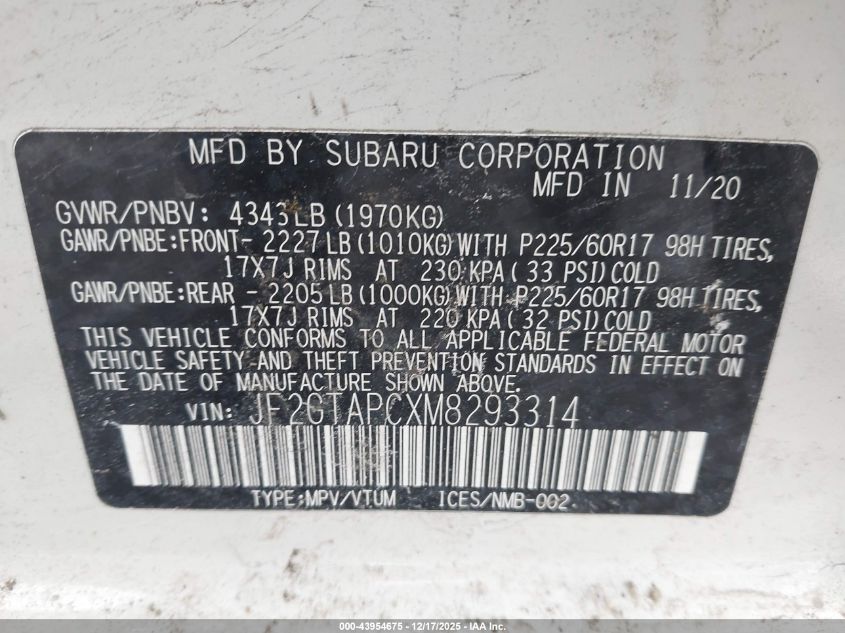 MFD BY SUBARU CORPORATION
MFD IN 11/20
GVWR/PNBV: 4343LB(1970KG)
GAWR/PNBE:FRONT- 2227LB(1010KG)WITH P225/60R17 98H TIRES,
17X7J RIMS AT 230KPA( 33 PSI)COLD
GAWR/PNBE:REAR - 2205LB(1000KG)WITH P225/60R17 98H TIRES,
17X7J RIMS AT 220KPA( 32 PSI)COLD
THIS VEHICLE CONFORMS TO ALL APPLICABLE FEDERAL MOTOR
VEHICLE SAFETY AND THEFT PREVENTION STANDARDS IN EFFECT ON
THE DATE OF MANUFACTURE SHOWN ABOVE.
VIN: JF2GTAPCXM8293314
TYPE:MPV/VTUM ICES/NMB-002
000-43954675 - 12/17/2025 - IAA Inc.